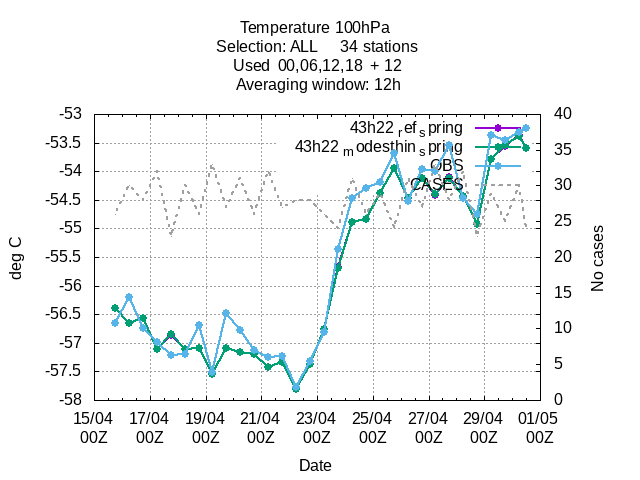 Temperature 100hPa
Selection: ALL 34 stations
Used 00,06,12,18 + 12
Averaging window: 12h
-53 40
43h22 ref spring
-53.5 35
43h22 modesthin spring
-54 OBS
30
-54.5 CASES
25
-55
-55.5 20
-56 15
-56.5 10
-57
-57.5 5
-58 0
deg C
No cases
15/04 17/04 19/04 21/04 23/04 25/04 27/04 29/04 01/05
00Z 00Z 00Z 00Z 00Z 00Z 00Z 00Z 00Z
Date